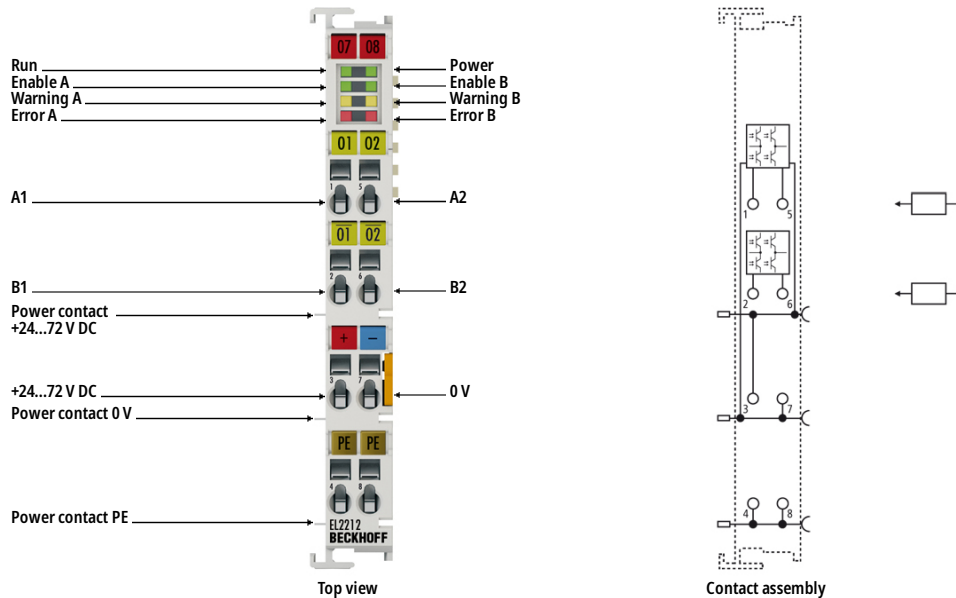 07 08
Run
Power
Enable A
Enable B
Warning A
Warning B
Error A
Error B
01 02
1 5
A1
A2
01 02
2 6
B1
B2
Power contact
+24...72 V DC
+ −
3 7
+24...72 V DC
0 V
Power contact 0 V
PE PE
4 8
Power contact PE
EL2212
BECKHOFF
Top view
1 5
2 6
3 7
4 8
Contact assembly